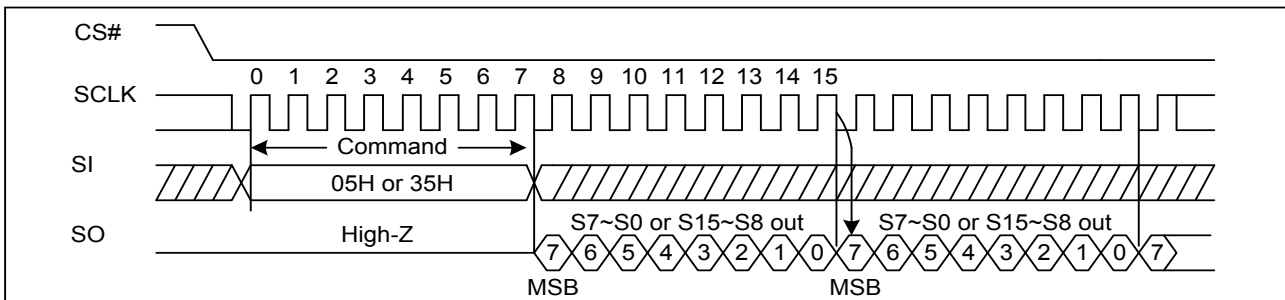 CS#
0 1 2 3 4 5 6 7 8 9 10 11 12 13 14 15
SCLK
Command
SI
05H or 35H
S7~S0 or S15~S8 out S7~S0 or S15~S8 out
SO High-Z
7 6 5 4 3 2 1 0 7 6 5 4 3 2 1 0 7
MSB MSB